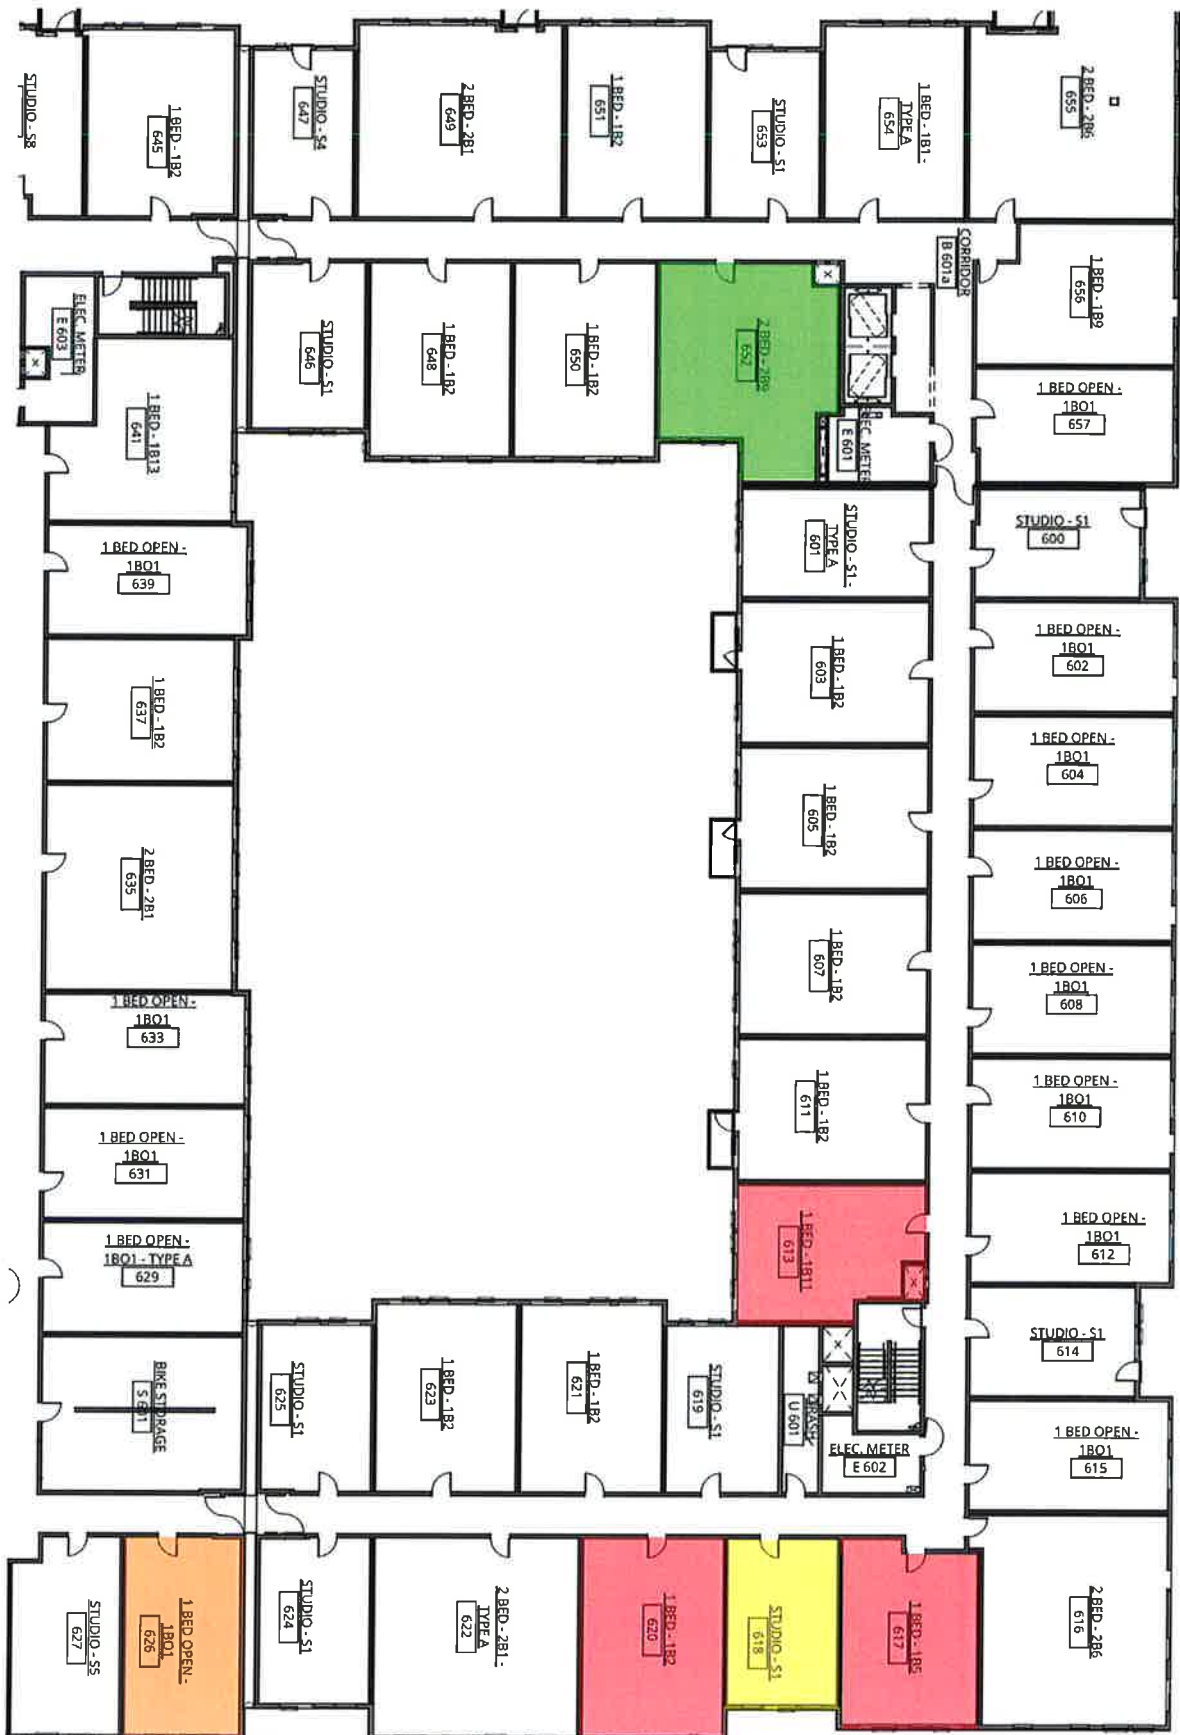 STUDIO - S8
1 BED - 1B2
645
STUDIO - S4
647
2 BED - 2B1
649
1 BED - 1B2
651
STUDIO - S1
653
1 BED - 1B1 -
TYPE A
654
2 BED - 2B6
655
CORRIDOR
B 601a
1 BED - 1B9
656
ELEC. METER
E 603
STUDIO - S1
646
1 BED - 1B2
648
1 BED - 1B2
650
2 BED - 2B9
652
1 BED OPEN -
1BO1
657
1 BED - 1B13
641
ELEC. METER
E 601
STUDIO - S1 -
TYPE A
601
STUDIO - S1
600
1 BED OPEN -
1BO1
639
1 BED - 1B2
603
1 BED OPEN -
1BO1
602
1 BED - 1B2
637
1 BED OPEN -
1BO1
604
1 BED - 1B2
605
2 BED - 2B1
635
1 BED OPEN -
1BO1
606
1 BED - 1B2
607
1 BED OPEN -
1BO1
608
1 BED OPEN -
1BO1
633
1 BED - 1B2
611
1 BED OPEN -
1BO1
610
1 BED OPEN -
1BO1
631
1 BED - 1B11
613
1 BED OPEN -
1BO1
612
1 BED OPEN -
1BO1 - TYPE A
629
STUDIO - S1
614
BIKE STORAGE
S 601
STUDIO - S1
625
1 BED - 1B2
623
1 BED - 1B2
621
STUDIO - S1
619
TRASH
U 601
ELEC. METER
E 602
1 BED OPEN -
1BO1
615
STUDIO - S5
627
1 BED OPEN -
1BO1
626
STUDIO - S1
624
2 BED - 2B1 -
TYPE A
622
1 BED - 1B2
620
STUDIO - S1
618
1 BED - 1B5
617
2 BED - 2B6
616